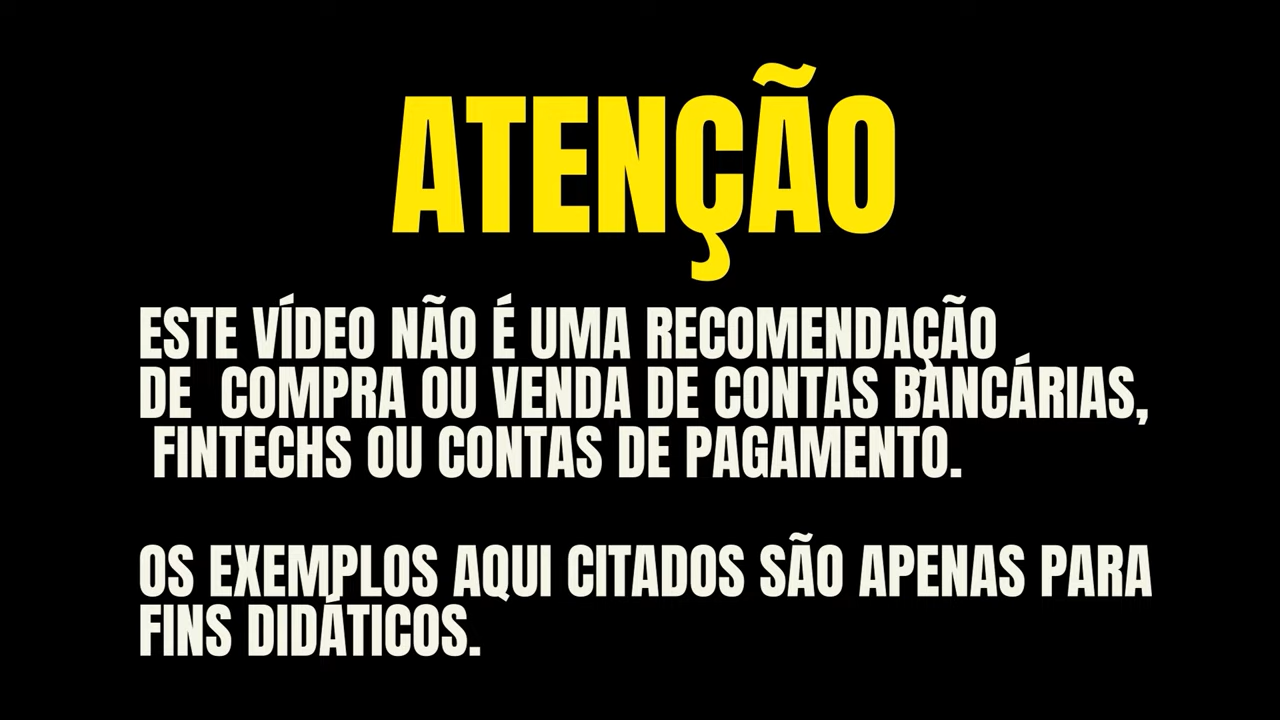 ATENÇÃO
ESTE VÍDEO NÃO É UMA RECOMENDAÇÃO
DE COMPRA OU VENDA DE CONTAS BANCÁRIAS,
FINTECHS OU CONTAS DE PAGAMENTO.
OS EXEMPLOS AQUI CITADOS SÃO APENAS PARA
FINS DIDÁTICOS.